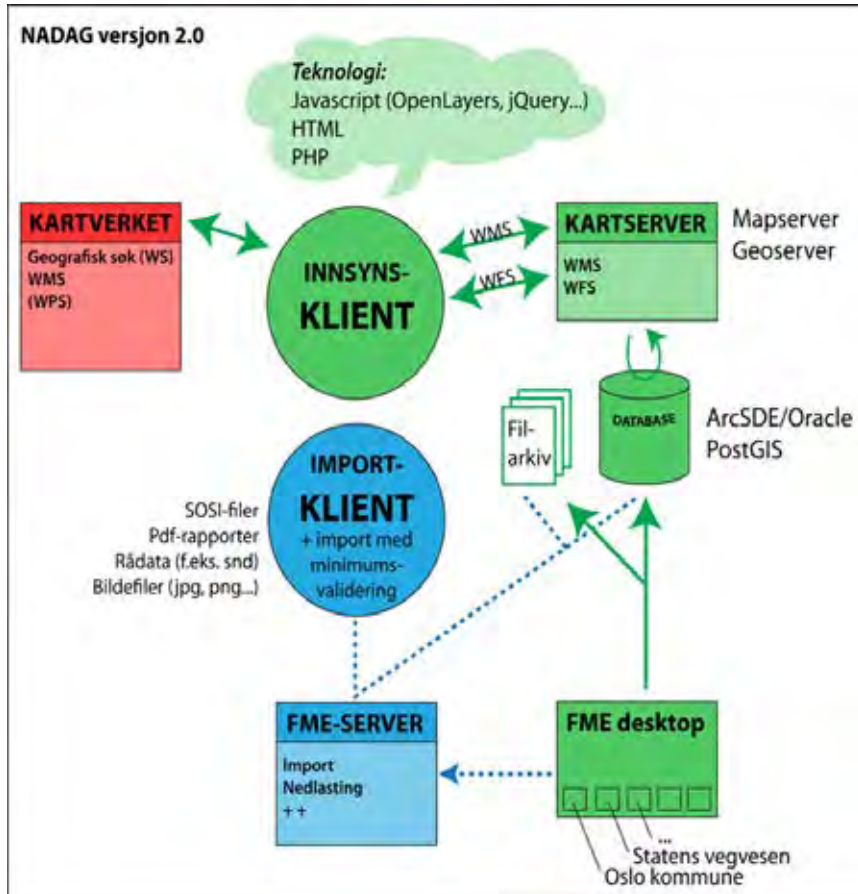 NADAG versjon 2.0
Teknologi:
Javascript (OpenLayers, jQuery...)
HTML
PHP
KARTVERKET
Geografisk søk (WS)
WMS
(WPS)
INNSYNS-
KLIENT
WMS
WFS
KARTSERVER
WMS
WFS
Mapserver
Geoserver
Fil-
arkiv
DATABASE
ArcSDE/Oracle
PostGIS
SOSI-filer
Pdf-rapporter
Rådata (f.eks. snd)
Bildefiler (jpg, png...)
IMPORT-
KLIENT
+ import med
minimums-
validering
FME-SERVER
Import
Nedlasting
+ +
FME desktop
...
Statens vegvesen
Oslo kommune